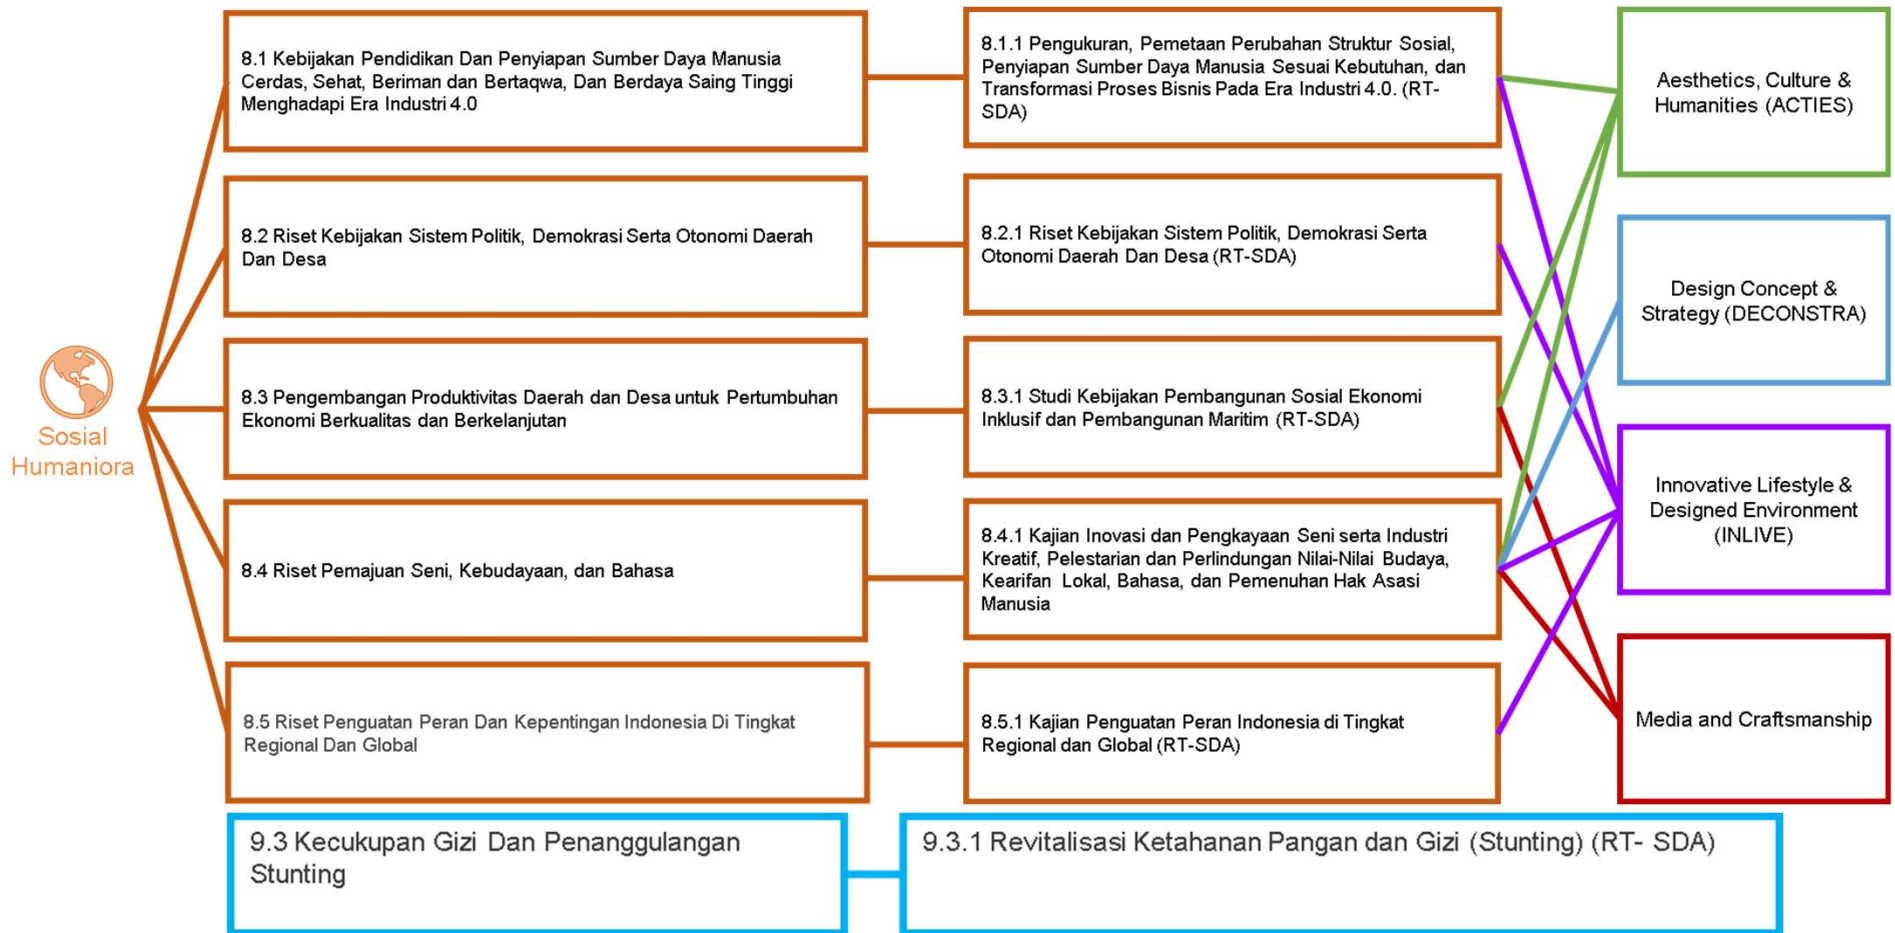 Sosial
Humaniora
8.1 Kebijakan Pendidikan Dan Penyiapan Sumber Daya Manusia
Cerdas, Sehat, Beriman dan Bertaqwa, Dan Berdaya Saing Tinggi
Menghadapi Era Industri 4.0
8.1.1 Pengukuran, Pemetaan Perubahan Struktur Sosial,
Penyiapan Sumber Daya Manusia Sesuai Kebutuhan, dan
Transformasi Proses Bisnis Pada Era Industri 4.0. (RT-
SDA)
8.2 Riset Kebijakan Sistem Politik, Demokrasi Serta Otonomi Daerah
Dan Desa
8.2.1 Riset Kebijakan Sistem Politik, Demokrasi Serta
Otonomi Daerah Dan Desa (RT-SDA)
8.3 Pengembangan Produktivitas Daerah dan Desa untuk Pertumbuhan
Ekonomi Berkualitas dan Berkelanjutan
8.3.1 Studi Kebijakan Pembangunan Sosial Ekonomi
Inklusif dan Pembangunan Maritim (RT-SDA)
8.4 Riset Pemajuan Seni, Kebudayaan, dan Bahasa
8.4.1 Kajian Inovasi dan Pengkayaan Seni serta Industri
Kreatif, Pelestarian dan Perlindungan Nilai-Nilai Budaya,
Kearifan Lokal, Bahasa, dan Pemenuhan Hak Asasi
Manusia
8.5 Riset Penguatan Peran Dan Kepentingan Indonesia Di Tingkat
Regional Dan Global
8.5.1 Kajian Penguatan Peran Indonesia di Tingkat
Regional dan Global (RT-SDA)
Aesthetics, Culture &
Humanities (ACTIES)
Design Concept &
Strategy (DECONSTRA)
Innovative Lifestyle &
Designed Environment
(INLIVE)
Media and Craftsmanship
9.3 Kecukupan Gizi Dan Penanggulangan
Stunting
9.3.1 Revitalisasi Ketahanan Pangan dan Gizi (Stunting) (RT- SDA)